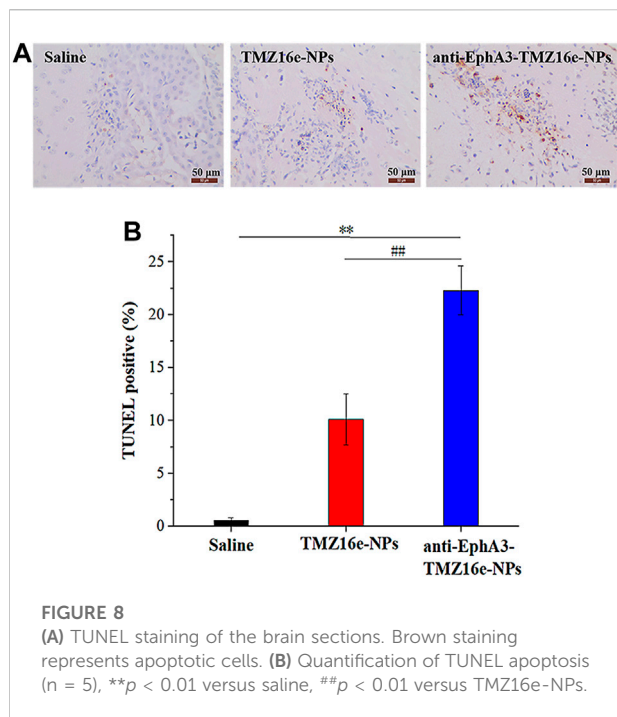 A
Saline
TMZ16e-NPs
anti-EphA3-TMZ16e-NPs
50 µm
50 µm
50 µm
B
**
##
TUNEL positive (%)
25
20
15
10
5
0
Saline
TMZ16e-NPs
anti-EphA3-
TMZ16e-NPs
FIGURE 8
(A) TUNEL staining of the brain sections. Brown staining
represents apoptotic cells. (B) Quantification of TUNEL apoptosis
(n = 5), **p < 0.01 versus saline, ##p < 0.01 versus TMZ16e-NPs.